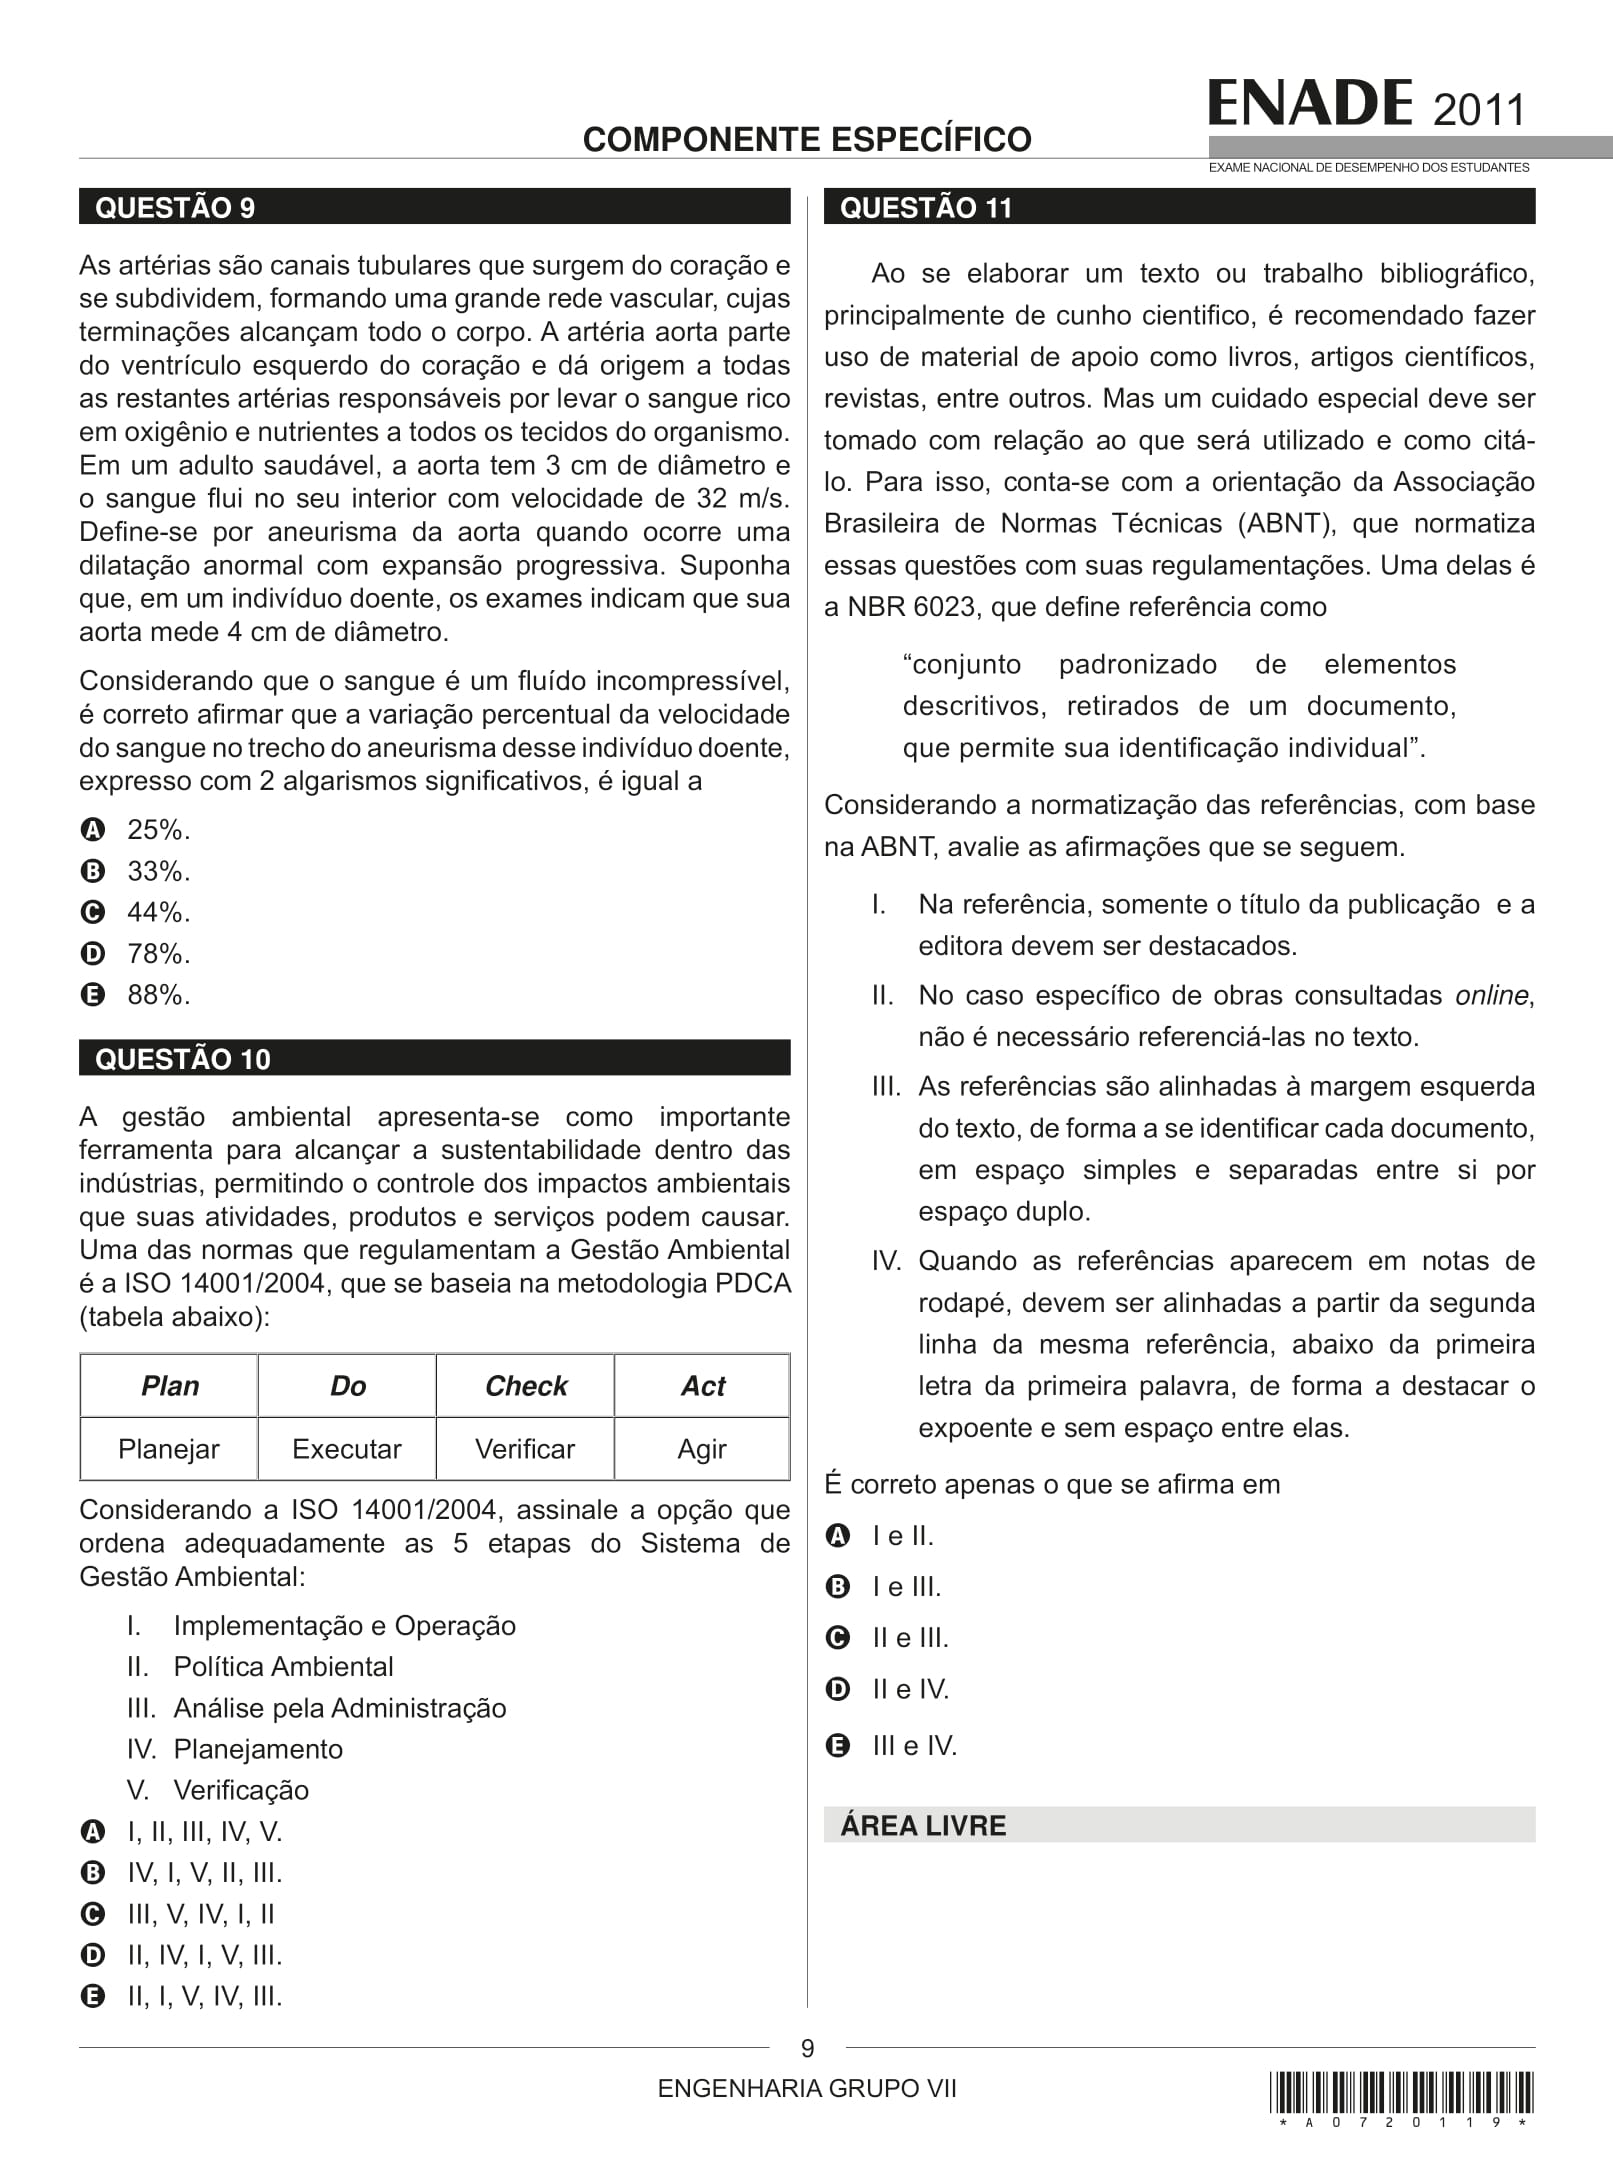 ENADE 2011
COMPONENTE ESPECÍFICO
EXAME NACIONAL DE DESEMPENHO DOS ESTUDANTES
QUESTÃO 9
As artérias são canais tubulares que surgem do coração e
se subdividem, formando uma grande rede vascular, cujas
terminações alcançam todo o corpo. A artéria aorta parte
do ventrículo esquerdo do coração e dá origem a todas
as restantes artérias responsáveis por levar o sangue rico
em oxigênio e nutrientes a todos os tecidos do organismo.
Em um adulto saudável, a aorta tem 3 cm de diâmetro e
o sangue flui no seu interior com velocidade de 32 m/s.
Define-se por aneurisma da aorta quando ocorre uma
dilatação anormal com expansão progressiva. Suponha
que, em um indivíduo doente, os exames indicam que sua
aorta mede 4 cm de diâmetro.
Considerando que o sangue é um fluído incompressível,
é correto afirmar que a variação percentual da velocidade
do sangue no trecho do aneurisma desse indivíduo doente,
expresso com 2 algarismos significativos, é igual a
A 25%.
B 33%.
C 44%.
D 78%.
E 88%.
QUESTÃO 10
A gestão ambiental apresenta-se como importante
ferramenta para alcançar a sustentabilidade dentro das
indústrias, permitindo o controle dos impactos ambientais
que suas atividades, produtos e serviços podem causar.
Uma das normas que regulamentam a Gestão Ambiental
é a ISO 14001/2004, que se baseia na metodologia PDCA
(tabela abaixo):
Plan Do Check Act
Planejar Executar Verificar Agir
Considerando a ISO 14001/2004, assinale a opção que
ordena adequadamente as 5 etapas do Sistema de
Gestão Ambiental:
I. Implementação e Operação
II. Política Ambiental
III. Análise pela Administração
IV. Planejamento
V. Verificação
A I, II, III, IV, V.
B IV, I, V, II, III.
C III, V, IV, I, II
D II, IV, I, V, III.
E II, I, V, IV, III.
QUESTÃO 11
Ao se elaborar um texto ou trabalho bibliográfico,
principalmente de cunho cientifico, é recomendado fazer
uso de material de apoio como livros, artigos científicos,
revistas, entre outros. Mas um cuidado especial deve ser
tomado com relação ao que será utilizado e como citá-
lo. Para isso, conta-se com a orientação da Associação
Brasileira de Normas Técnicas (ABNT), que normatiza
essas questões com suas regulamentações. Uma delas é
a NBR 6023, que define referência como
“conjunto padronizado de elementos
descritivos, retirados de um documento,
que permite sua identificação individual”.
Considerando a normatização das referências, com base
na ABNT, avalie as afirmações que se seguem.
I. Na referência, somente o título da publicação e a
editora devem ser destacados.
II. No caso específico de obras consultadas online,
não é necessário referenciá-las no texto.
III. As referências são alinhadas à margem esquerda
do texto, de forma a se identificar cada documento,
em espaço simples e separadas entre si por
espaço duplo.
IV. Quando as referências aparecem em notas de
rodapé, devem ser alinhadas a partir da segunda
linha da mesma referência, abaixo da primeira
letra da primeira palavra, de forma a destacar o
expoente e sem espaço entre elas.
É correto apenas o que se afirma em
A I e II.
B I e III.
C II e III.
D II e IV.
E III e IV.
ÁREA LIVRE
9
ENGENHARIA GRUPO VII
* A 0 7 2 0 1 1 9 *